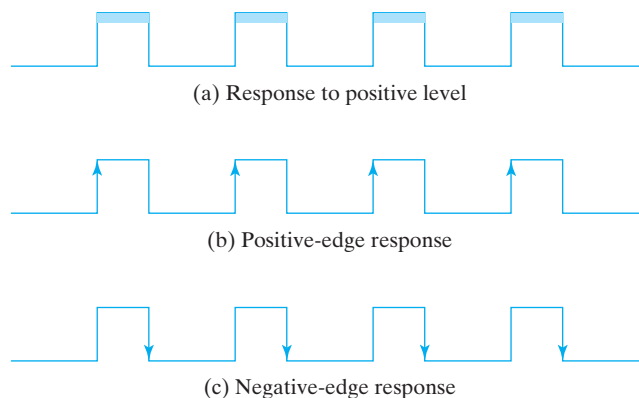 (a) Response to positive level
(b) Positive-edge response
(c) Negative-edge response